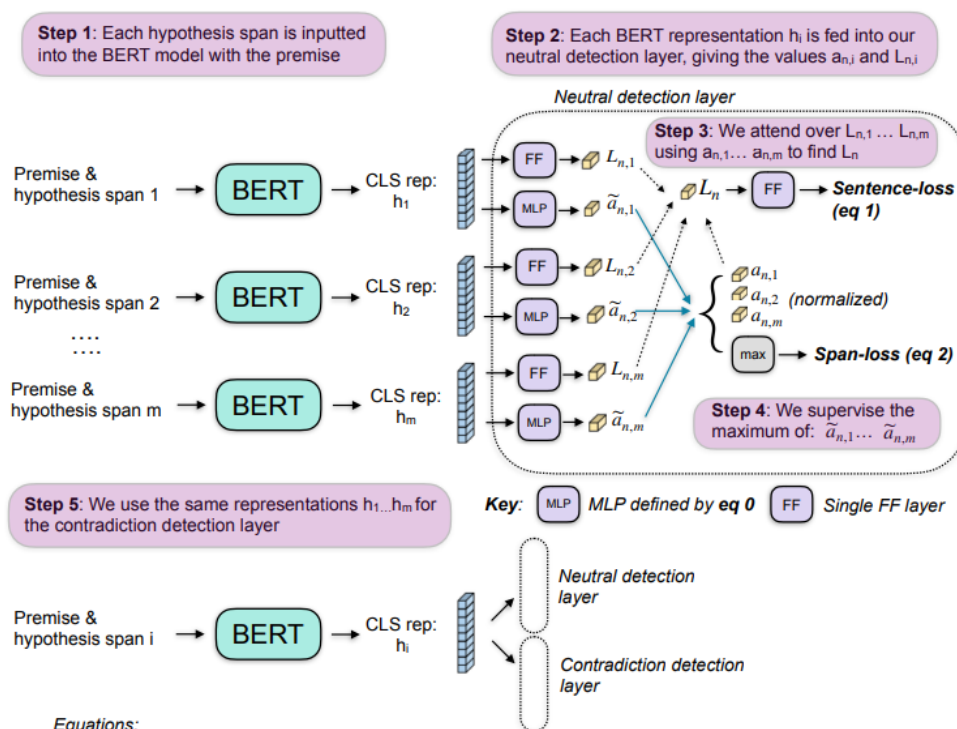 Step 1: Each hypothesis span is inputted
into the BERT model with the premise
Step 2: Each BERT representation hᵢ is fed into our
neutral detection layer, giving the values aₙ,ᵢ and Lₙ,ᵢ
Neutral detection layer
Step 3: We attend over Lₙ,₁ … Lₙ,ₘ
using aₙ,₁… aₙ,ₘ to find Lₙ
Premise &
hypothesis span 1
BERT
CLS rep:
h₁
FF
Lₙ,₁
MLP
ãₙ,₁
Lₙ
FF
Sentence-loss
(eq 1)
Premise &
hypothesis span 2
BERT
CLS rep:
h₂
FF
Lₙ,₂
MLP
ãₙ,₂
aₙ,₁
aₙ,₂
aₙ,ₘ
(normalized)
max
Span-loss (eq 2)
....
....
Premise &
hypothesis span m
BERT
CLS rep:
hₘ
FF
Lₙ,ₘ
MLP
ãₙ,ₘ
Step 4: We supervise the
maximum of: ãₙ,₁… ãₙ,ₘ
Step 5: We use the same representations h₁...hₘ for
the contradiction detection layer
Key: MLP MLP defined by eq 0 FF Single FF layer
Premise &
hypothesis span i
BERT
CLS rep:
hᵢ
Neutral detection
layer
Contradiction detection
layer
Equations: